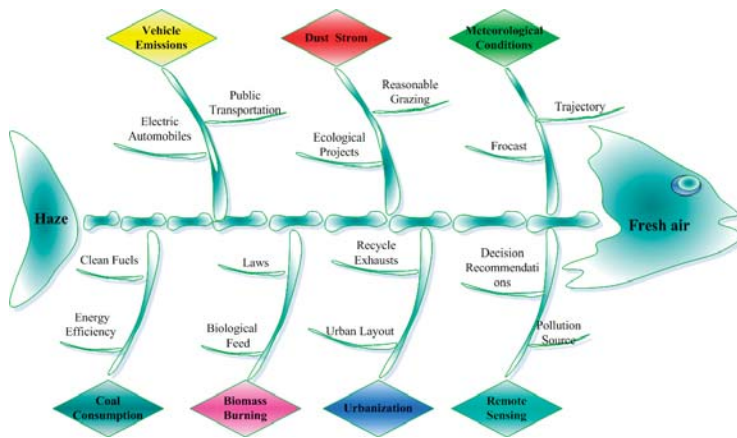 Vehicle
Emissions
Dust Strom
Meteorological
Conditions
Public
Transportation
Electric
Automobiles
Reasonable
Grazing
Ecological
Projects
Trajectory
Frocast
Haze
Fresh air
Clean Fuels
Energy
Efficiency
Laws
Biological
Feed
Recycle
Exhausts
Urban Layout
Decision
Recommendati
ons
Pollution
Source
Coal
Consumption
Biomass
Burning
Urbanization
Remote
Sensing